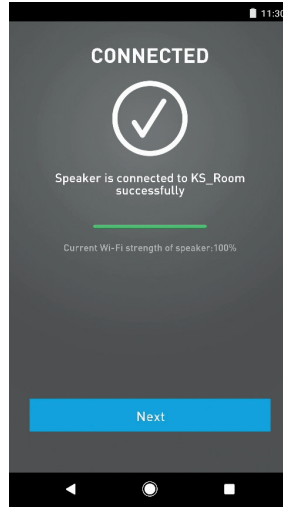 11:30
CONNECTED
Speaker is connected to KS_Room
successfully
Current Wi-Fi strength of speaker:100%
Next